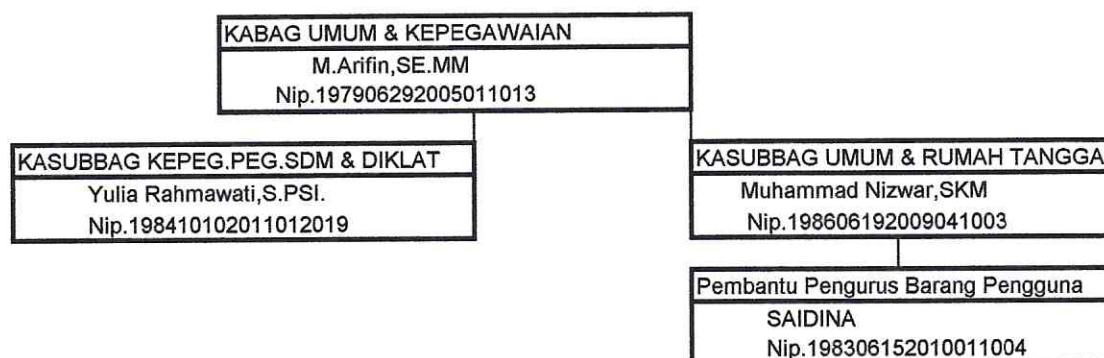 KABAG UMUM & KEPEGAWAIAN
M.Arifin,SE.MM
Nip.197906292005011013
KASUBBAG KEPEG.PEG.SDM & DIKLAT
Yulia Rahmawati,S.PSI.
Nip.198410102011012019
KASUBBAG UMUM & RUMAH TANGGA
Muhammad Nizwar,SKM
Nip.198606192009041003
Pembantu Pengurus Barang Pengguna
SAIDINA
Nip.198306152010011004